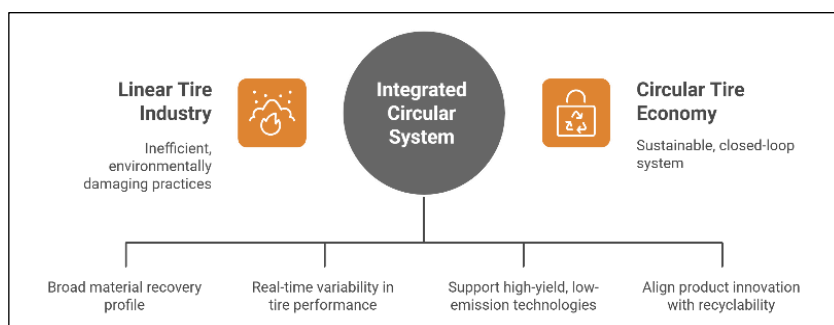 Linear Tire
Industry
Inefficient,
environmentally
damaging practices
Integrated
Circular
System
Circular Tire
Economy
Sustainable, closed-loop
system
Broad material recovery
profile
Real-time variability in
tire performance
Support high-yield, low-
emission technologies
Align product innovation
with recyclability